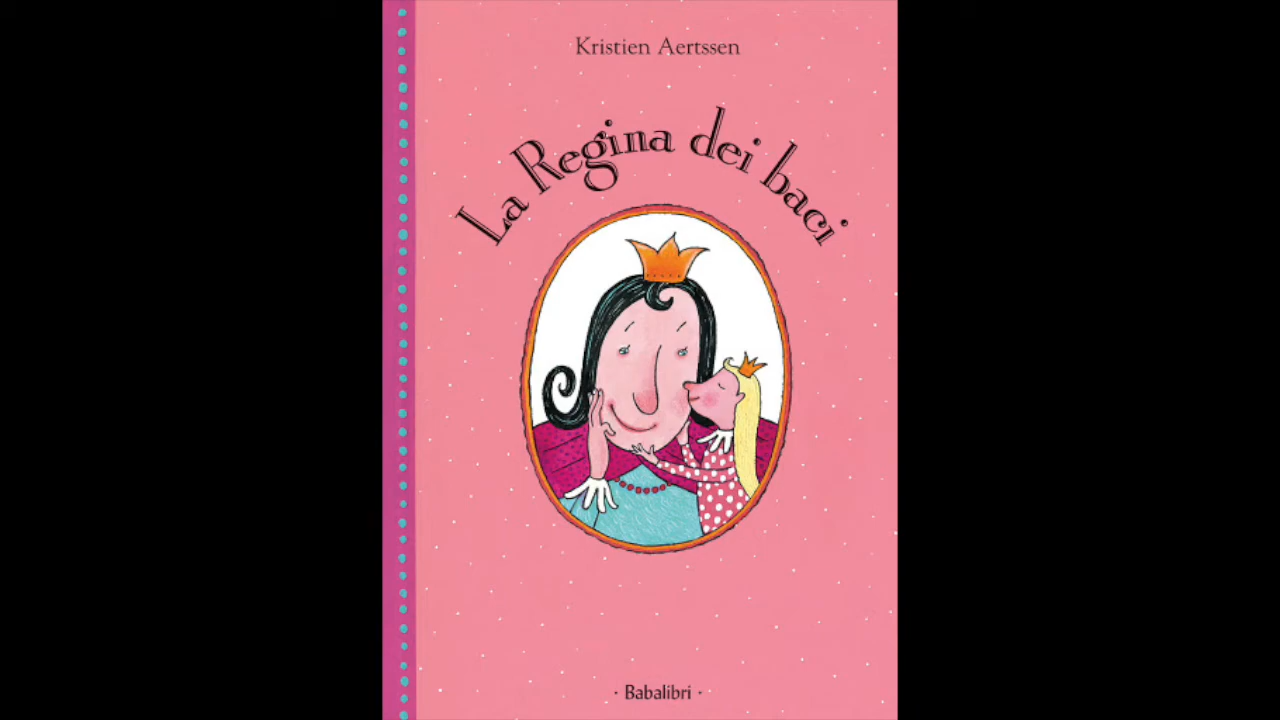 Kristien Aertssen
La Regina dei baci
· Babalibri ·